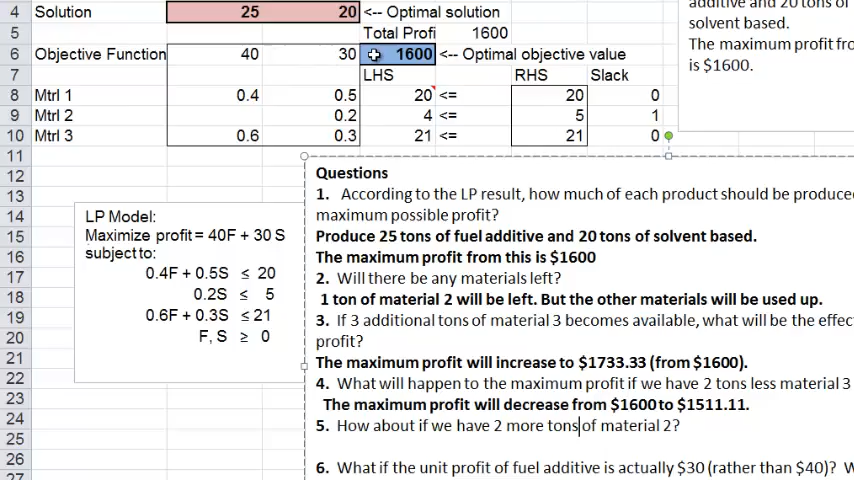 additive and 20 tons of
4 Solution 25 20 <-- Optimal solution
solvent based.
5 Total Profi 1600
The maximum profit fro
6 Objective Function 40 30 1600 <-- Optimal objective value
is $1600.
7 LHS RHS Slack
8 Mtrl 1 0.4 0.5 20 <= 20 0
9 Mtrl 2 0.2 4 <= 5 1
10 Mtrl 3 0.6 0.3 21 <= 21 0
11
12
13
14
15
16
17
18
19
20
21
22
23
24
25
26
27
LP Model:
Maximize profit = 40F + 30 S
subject to:
0.4F + 0.5S ≤ 20
0.2S ≤ 5
0.6F + 0.3S ≤ 21
F, S ≥ 0
Questions
1. According to the LP result, how much of each product should be produce
maximum possible profit?
Produce 25 tons of fuel additive and 20 tons of solvent based.
The maximum profit from this is $1600
2. Will there be any materials left?
1 ton of material 2 will be left. But the other materials will be used up.
3. If 3 additional tons of material 3 becomes available, what will be the effec
profit?
The maximum profit will increase to $1733.33 (from $1600).
4. What will happen to the maximum profit if we have 2 tons less material 3
The maximum profit will decrease from $1600 to $1511.11.
5. How about if we have 2 more tons of material 2?
6. What if the unit profit of fuel additive is actually $30 (rather than $40)? W